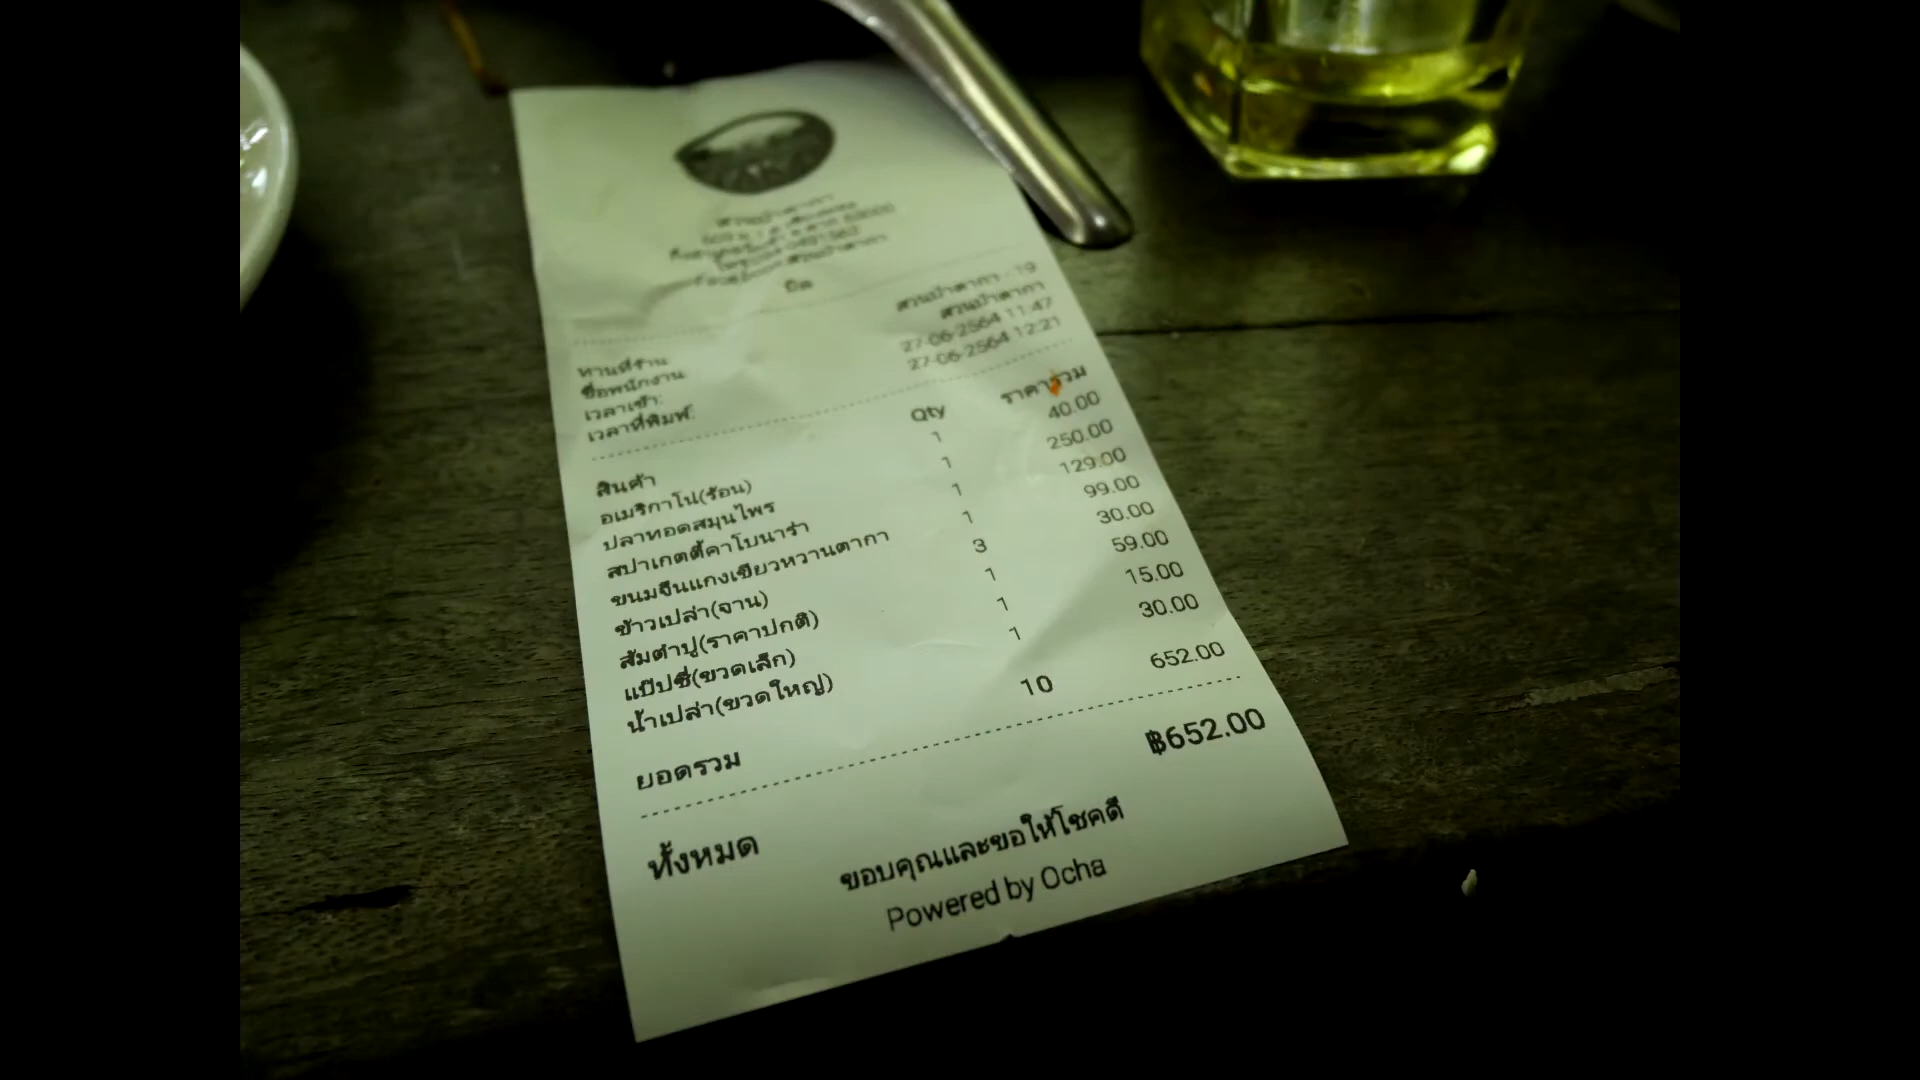 บิล
ทานที่ร้าน สวนป่าตากา - 19
ชื่อพนักงาน สวนป่าตากา
เวลาเข้า: 27-06-2564 11:47
เวลาที่พิมพ์: 27-06-2564 12:21
สินค้า Qty ราคารวม
อเมริกาโน่(ร้อน) 1 40.00
ปลาทอดสมุนไพร 1 250.00
สปาเกตตี้คาโบนาร่า 1 129.00
ขนมจีนแกงเขียวหวานตากา 1 99.00
ข้าวเปล่า(จาน) 3 30.00
ส้มตำปู(ราคาปกติ) 1 59.00
แป๊ปซี่(ขวดเล็ก) 1 15.00
น้ำเปล่า(ขวดใหญ่) 1 30.00
ยอดรวม 10 652.00
ทั้งหมด ฿652.00
ขอบคุณและขอให้โชคดี
Powered by Ocha